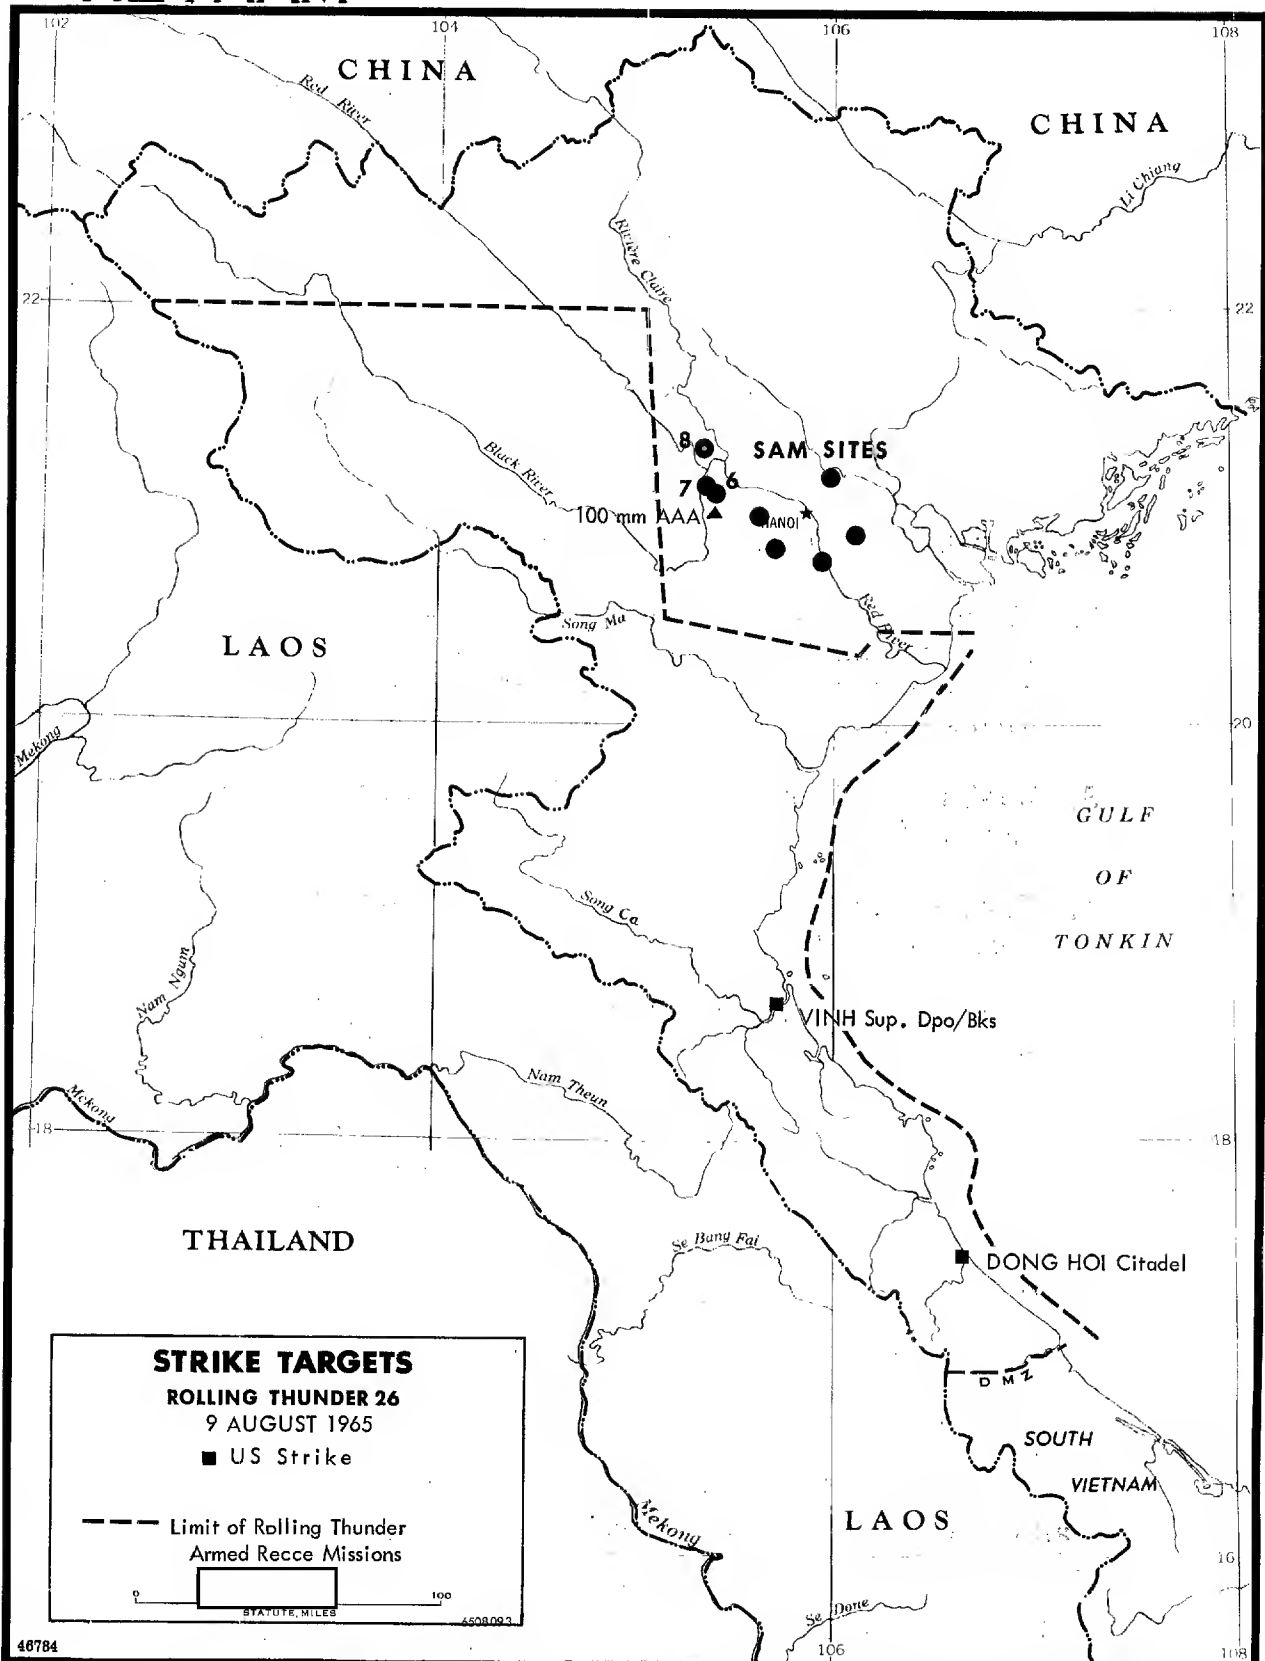 102
104
106
108
CHINA
CHINA
Red River
Li Chiang
Rivière Claire
22
22
8
SAM SITES
Black River
7
6
100 mm AAA
HANOI
Red River
Song Ma
LAOS
20
Mekong
GULF
OF
TONKIN
Song Ca
Nam Ngum
VINH Sup. Dpo/Bks
Nam Theun
Mekong
18
18
THAILAND
Se Bang Fai
DONG HOI Citadel
DMZ
SOUTH
VIETNAM
STRIKE TARGETS
ROLLING THUNDER 26
9 AUGUST 1965
US Strike
Limit of Rolling Thunder
Armed Recce Missions
0
100
STATUTE MILES
6508093
Mekong
LAOS
16
Se Done
46784
106
108